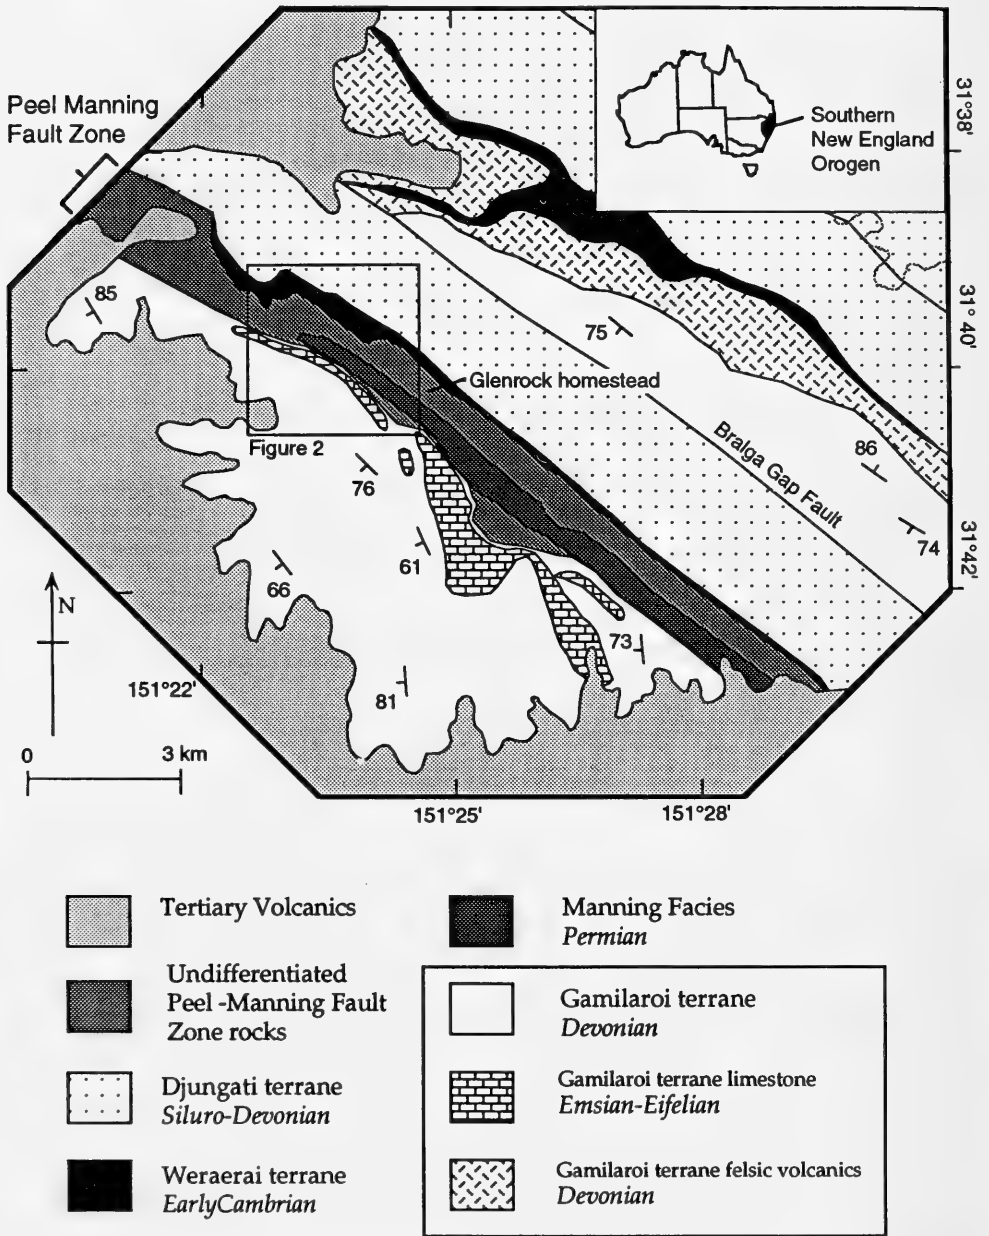 Peel Manning
Fault Zone
Southern
New England
Orogen
31°38'
31° 40'
31°42'
85
75
Glenrock homestead
Figure 2
Bralga Gap Fault
86
76
74
61
66
N
73
81
151°22'
0 3 km
151°25'
151°28'
Tertiary Volcanics
Undifferentiated
Peel -Manning Fault
Zone rocks
Djungati terrane
Siluro-Devonian
Weraerai terrane
EarlyCambrian
Manning Facies
Permian
Gamilaroi terrane
Devonian
Gamilaroi terrane limestone
Emsian-Eifelian
Gamilaroi terrane felsic volcanics
Devonian